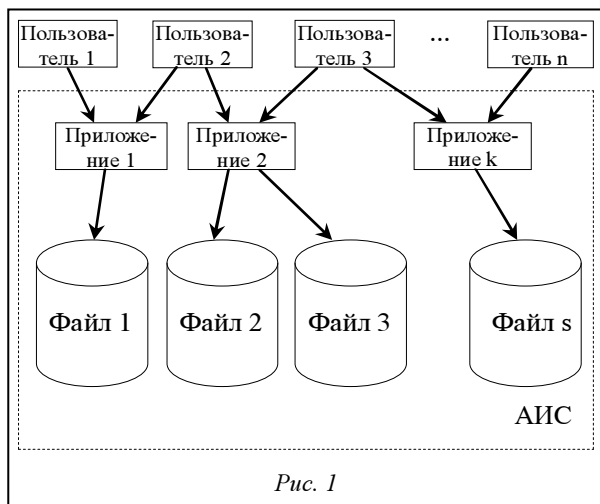 Пользова- Пользова- Пользова- ... Пользова-
тель 1 тель 2 тель 3 тель n
Приложе- Приложе- Приложе-
ние 1 ние 2 ние k
Файл 1 Файл 2 Файл 3 Файл s
АИС
Рис. 1